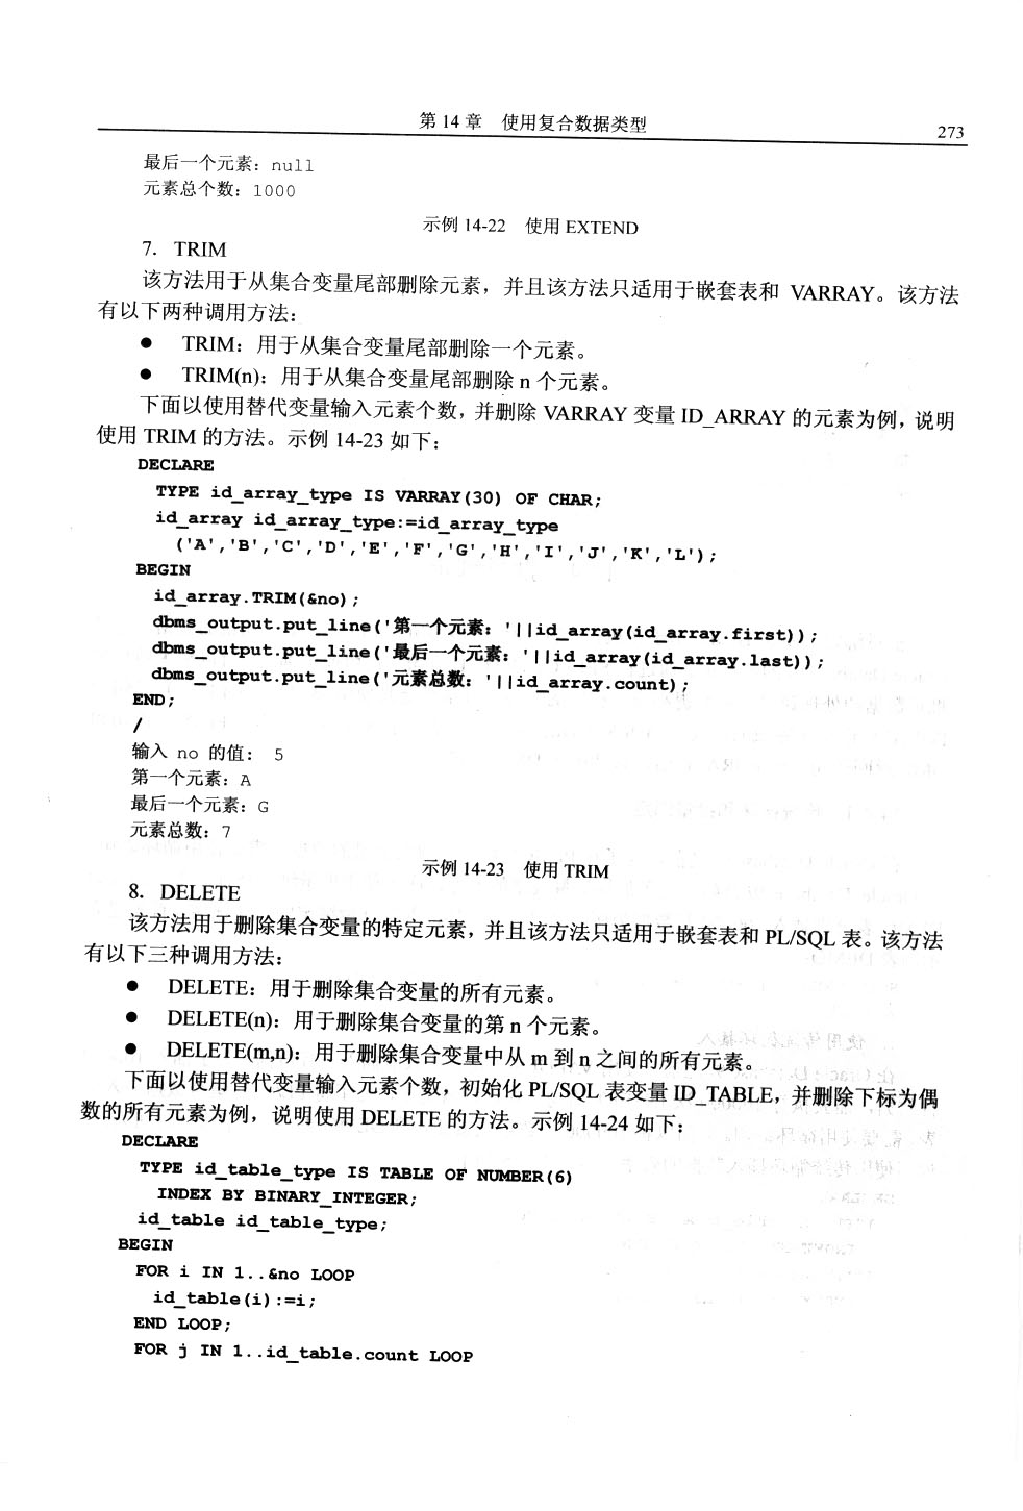 第 14 章　使用复合数据类型
273
最后一个元素：null
元素总个数：1000
示例 14-22　使用 EXTEND
7. TRIM
该方法用于从集合变量尾部删除元素，并且该方法只适用于嵌套表和 VARRAY。该方法
有以下两种调用方法：
● TRIM：用于从集合变量尾部删除一个元素。
● TRIM(n)：用于从集合变量尾部删除 n 个元素。
下面以使用替代变量输入元素个数，并删除 VARRAY 变量 ID_ARRAY 的元素为例，说明
使用 TRIM 的方法。示例 14-23 如下：
DECLARE
TYPE id_array_type IS VARRAY(30) OF CHAR;
id_array id_array_type:=id_array_type
('A','B','C','D','E','F','G','H','I','J','K','L');
BEGIN
id_array.TRIM(&no);
dbms_output.put_line('第一个元素：'||id_array(id_array.first));
dbms_output.put_line('最后一个元素：'||id_array(id_array.last));
dbms_output.put_line('元素总数：'||id_array.count);
END;
/
输入 no 的值： 5
第一个元素：A
最后一个元素：G
元素总数：7
示例 14-23　使用 TRIM
8. DELETE
该方法用于删除集合变量的特定元素，并且该方法只适用于嵌套表和 PL/SQL 表。该方法
有以下三种调用方法：
● DELETE：用于删除集合变量的所有元素。
● DELETE(n)：用于删除集合变量的第 n 个元素。
● DELETE(m,n)：用于删除集合变量中从 m 到 n 之间的所有元素。
下面以使用替代变量输入元素个数，初始化 PL/SQL 表变量 ID_TABLE，并删除下标为偶
数的所有元素为例，说明使用 DELETE 的方法。示例 14-24 如下：
DECLARE
TYPE id_table_type IS TABLE OF NUMBER(6)
INDEX BY BINARY_INTEGER;
id_table id_table_type;
BEGIN
FOR i IN 1..&no LOOP
id_table(i):=i;
END LOOP;
FOR j IN 1..id_table.count LOOP